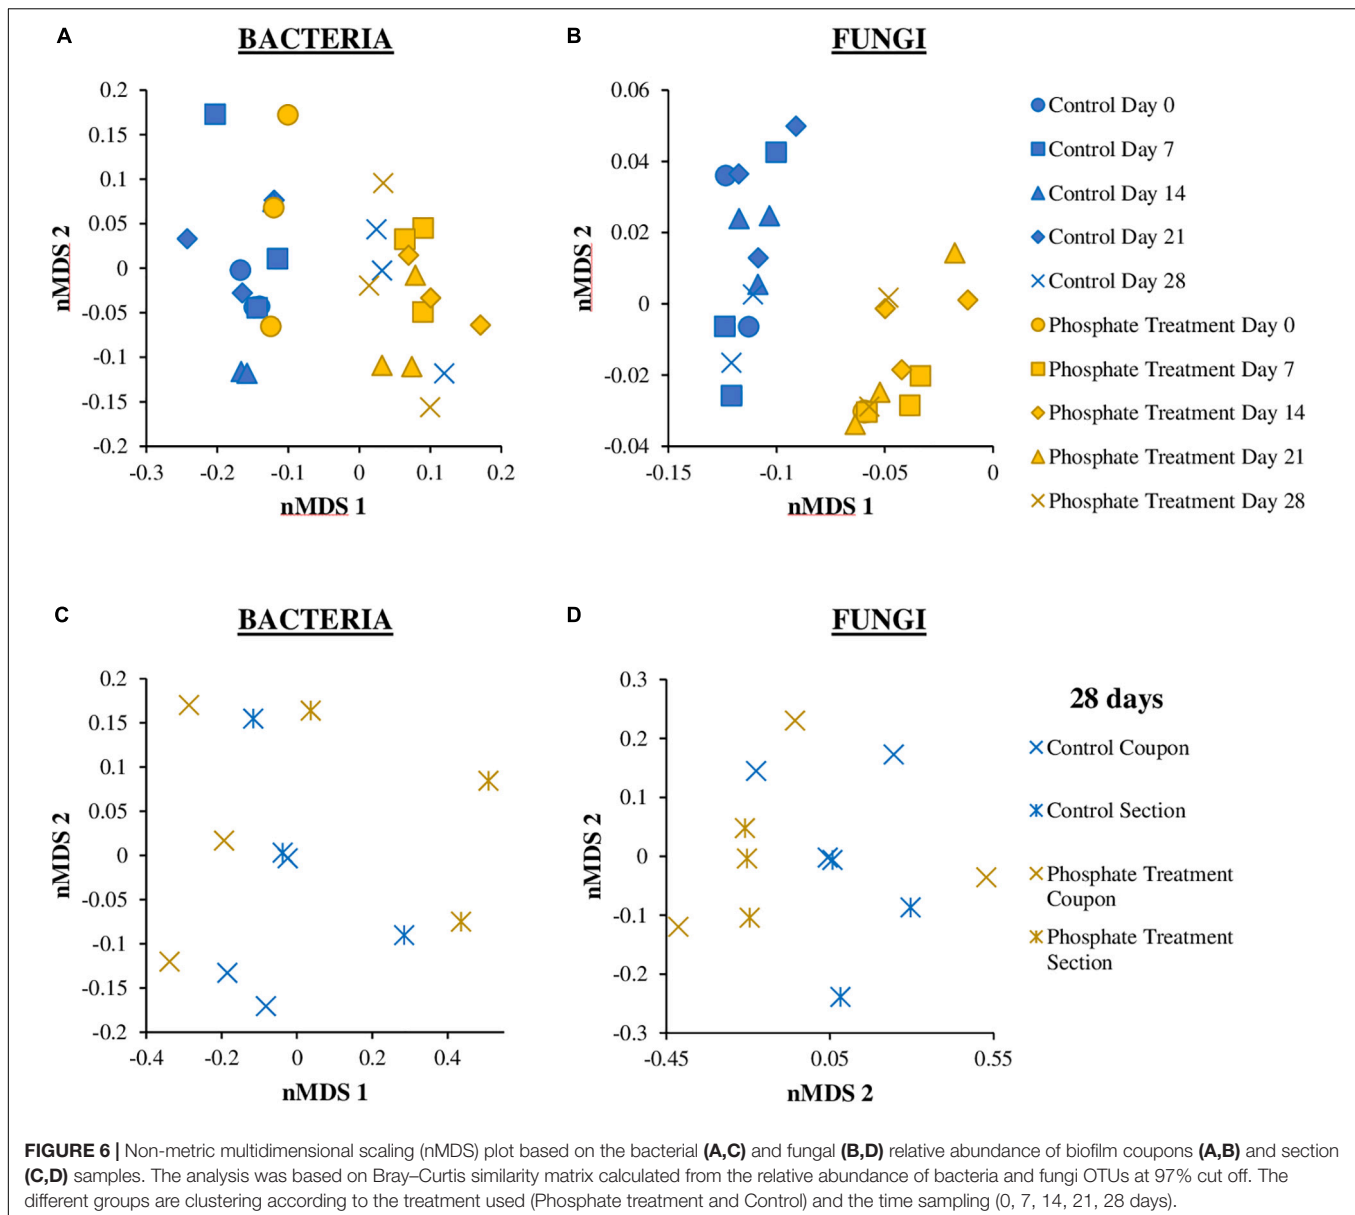 A
BACTERIA
0.2
0.15
0.1
0.05
0
-0.05
-0.1
-0.15
-0.2
nMDS 2
-0.3 -0.2 -0.1 0 0.1 0.2
nMDS 1
B
FUNGI
0.06
0.04
0.02
0
-0.02
-0.04
nMDS 2
-0.15 -0.1 -0.05 0
nMDS 1
Control Day 0
Control Day 7
Control Day 14
Control Day 21
Control Day 28
Phosphate Treatment Day 0
Phosphate Treatment Day 7
Phosphate Treatment Day 14
Phosphate Treatment Day 21
Phosphate Treatment Day 28
C
BACTERIA
0.2
0.15
0.1
0.05
0
-0.05
-0.1
-0.15
-0.2
nMDS 2
-0.4 -0.2 0 0.2 0.4
nMDS 1
D
FUNGI
0.3
0.2
0.1
0
-0.1
-0.2
-0.3
nMDS 2
-0.45 0.05 0.55
nMDS 2
28 days
Control Coupon
Control Section
Phosphate Treatment
Coupon
Phosphate Treatment
Section
FIGURE 6 | Non-metric multidimensional scaling (nMDS) plot based on the bacterial (A,C) and fungal (B,D) relative abundance of biofilm coupons (A,B) and section
(C,D) samples. The analysis was based on Bray–Curtis similarity matrix calculated from the relative abundance of bacteria and fungi OTUs at 97% cut off. The
different groups are clustering according to the treatment used (Phosphate treatment and Control) and the time sampling (0, 7, 14, 21, 28 days).